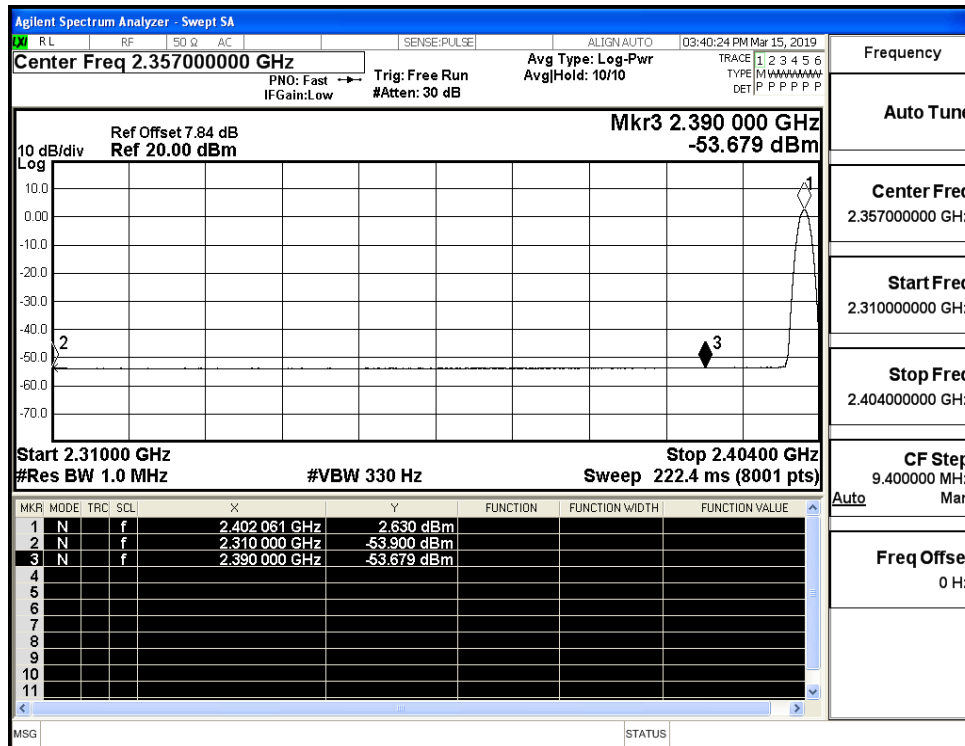 Agilent Spectrum Analyzer - Swept SA
LXI RL RF 50 Ω AC SENSE:PULSE ALIGN AUTO 03:40:24 PM Mar 15, 2019
Center Freq 2.357000000 GHz
PNO: Fast
IFGain:Low
Trig: Free Run
#Atten: 30 dB
Avg Type: Log-Pwr
Avg|Hold: 10/10
TRACE 1 2 3 4 5 6
TYPE M W W W W W
DET P P P P P P
Ref Offset 7.84 dB
Ref 20.00 dBm
10 dB/div
Log
Mkr3 2.390 000 GHz
-53.679 dBm
10.0
0.00
-10.0
-20.0
-30.0
-40.0
-50.0
-60.0
-70.0
1
2
3
Start 2.31000 GHz Stop 2.40400 GHz
#Res BW 1.0 MHz #VBW 330 Hz Sweep 222.4 ms (8001 pts)
MKR MODE TRC SCL X Y FUNCTION FUNCTION WIDTH FUNCTION VALUE
1 N f 2.402 061 GHz 2.630 dBm
2 N f 2.310 000 GHz -53.900 dBm
3 N f 2.390 000 GHz -53.679 dBm
4
5
6
7
8
9
10
11
MSG STATUS
Frequency
Auto Tune
Center Freq
2.357000000 GHz
Start Freq
2.310000000 GHz
Stop Freq
2.404000000 GHz
CF Step
9.400000 MHz
Auto Man
Freq Offset
0 Hz